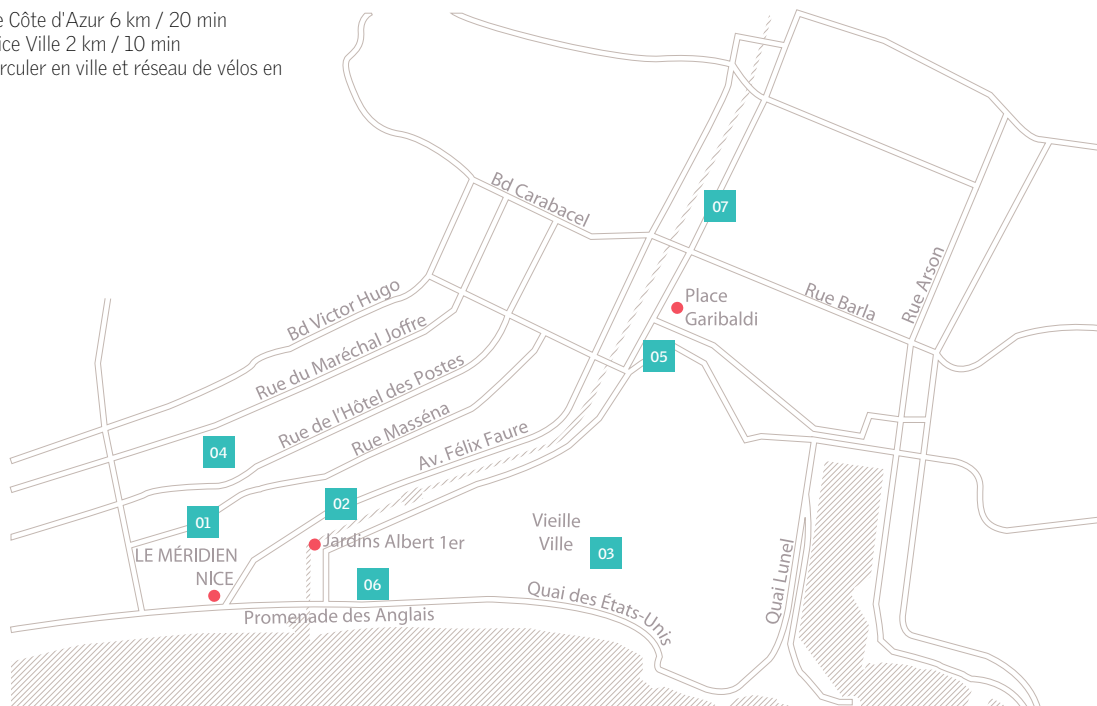 e Côte d'Azur 6 km / 20 min
ice Ville 2 km / 10 min
rculer en ville et réseau de vélos en
Bd Carabacel
07
Rue Arson
Bd Victor Hugo
Place
Garibaldi
Rue Barla
Rue du Maréchal Joffre
05
Rue de l'Hôtel des Postes
Rue Masséna
Av. Félix Faure
04
02
01
Vieille
Ville
03
Jardins Albert 1er
LE MÉRIDIEN
NICE
06
Quai Lunel
Quai des États-Unis
Promenade des Anglais